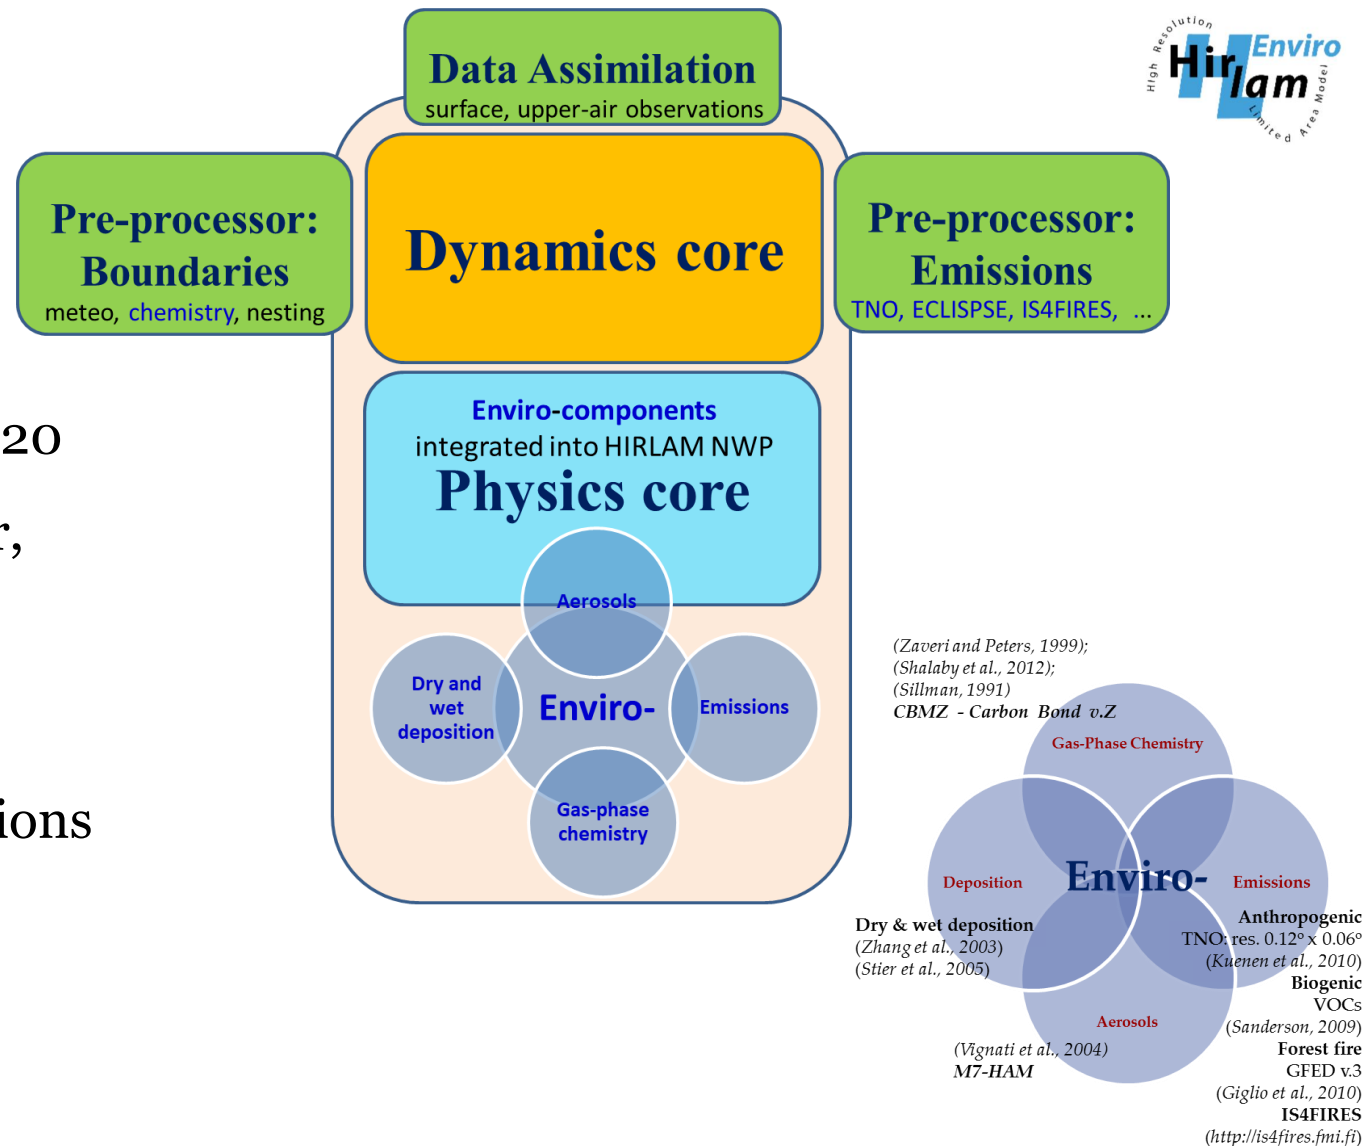 Data Assimilation
surface, upper-air observations
High Resolution
Hirlam
Enviro
Limited Area Model
Pre-processor:
Boundaries
meteo, chemistry, nesting
Dynamics core
Pre-processor:
Emissions
TNO, ECLISPSE, IS4FIRES, ...
20
r,
ions
Enviro-components
integrated into HIRLAM NWP
Physics core
Aerosols
Dry and
wet
deposition
Enviro-
Emissions
Gas-phase
chemistry
(Zaveri and Peters, 1999);
(Shalaby et al., 2012);
(Sillman, 1991)
CBMZ - Carbon Bond v.Z
Gas-Phase Chemistry
Deposition
Enviro-
Emissions
Dry & wet deposition
(Zhang et al., 2003)
(Stier et al., 2005)
Anthropogenic
TNO: res. 0.12º x 0.06º
(Kuenen et al., 2010)
Biogenic
VOCs
(Sanderson, 2009)
Forest fire
GFED v.3
(Giglio et al., 2010)
IS4FIRES
(http://is4fires.fmi.fi)
Aerosols
(Vignati et al., 2004)
M7-HAM